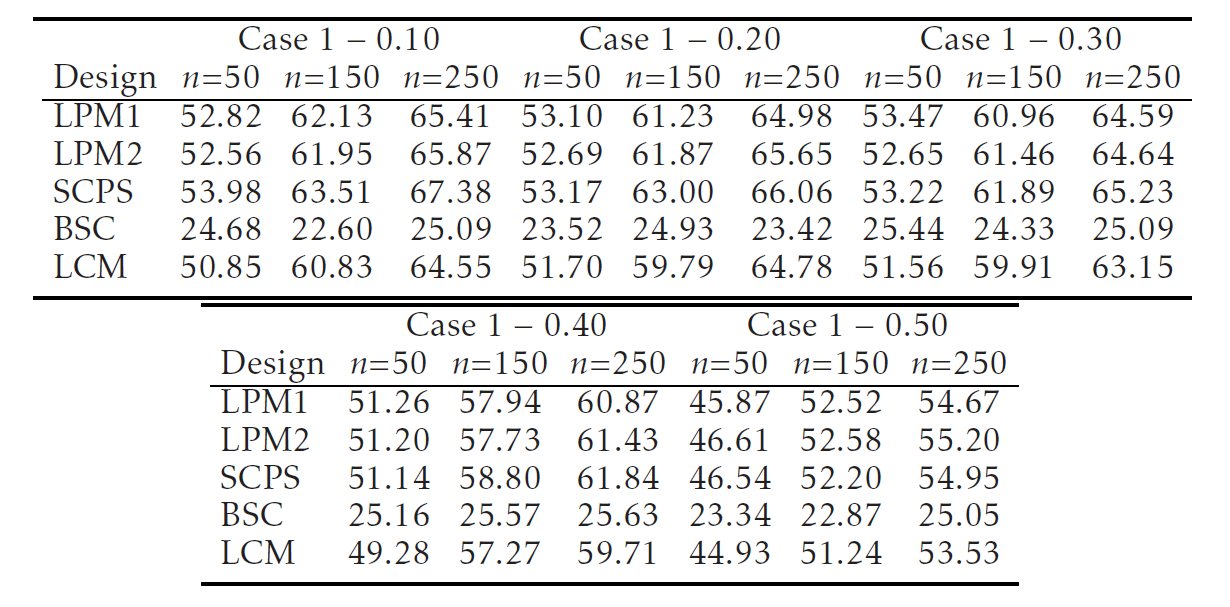 Case 1 – 0.10 Case 1 – 0.20 Case 1 – 0.30
Design n=50 n=150 n=250 n=50 n=150 n=250 n=50 n=150 n=250
LPM1 52.82 62.13 65.41 53.10 61.23 64.98 53.47 60.96 64.59
LPM2 52.56 61.95 65.87 52.69 61.87 65.65 52.65 61.46 64.64
SCPS 53.98 63.51 67.38 53.17 63.00 66.06 53.22 61.89 65.23
BSC 24.68 22.60 25.09 23.52 24.93 23.42 25.44 24.33 25.09
LCM 50.85 60.83 64.55 51.70 59.79 64.78 51.56 59.91 63.15
Case 1 – 0.40 Case 1 – 0.50
Design n=50 n=150 n=250 n=50 n=150 n=250
LPM1 51.26 57.94 60.87 45.87 52.52 54.67
LPM2 51.20 57.73 61.43 46.61 52.58 55.20
SCPS 51.14 58.80 61.84 46.54 52.20 54.95
BSC 25.16 25.57 25.63 23.34 22.87 25.05
LCM 49.28 57.27 59.71 44.93 51.24 53.53